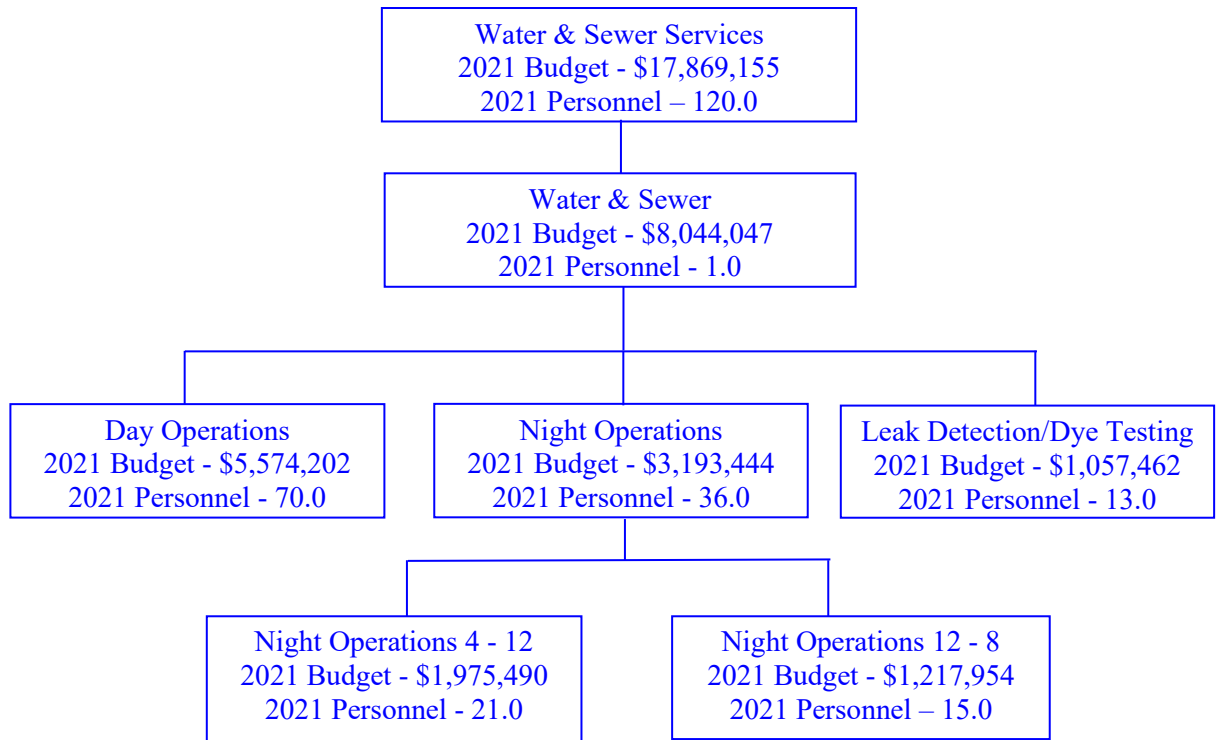 Water & Sewer Services
2021 Budget - $17,869,155
2021 Personnel – 120.0
Water & Sewer
2021 Budget - $8,044,047
2021 Personnel - 1.0
Day Operations
2021 Budget - $5,574,202
2021 Personnel - 70.0
Night Operations
2021 Budget - $3,193,444
2021 Personnel - 36.0
Leak Detection/Dye Testing
2021 Budget - $1,057,462
2021 Personnel - 13.0
Night Operations 4 - 12
2021 Budget - $1,975,490
2021 Personnel - 21.0
Night Operations 12 - 8
2021 Budget - $1,217,954
2021 Personnel – 15.0